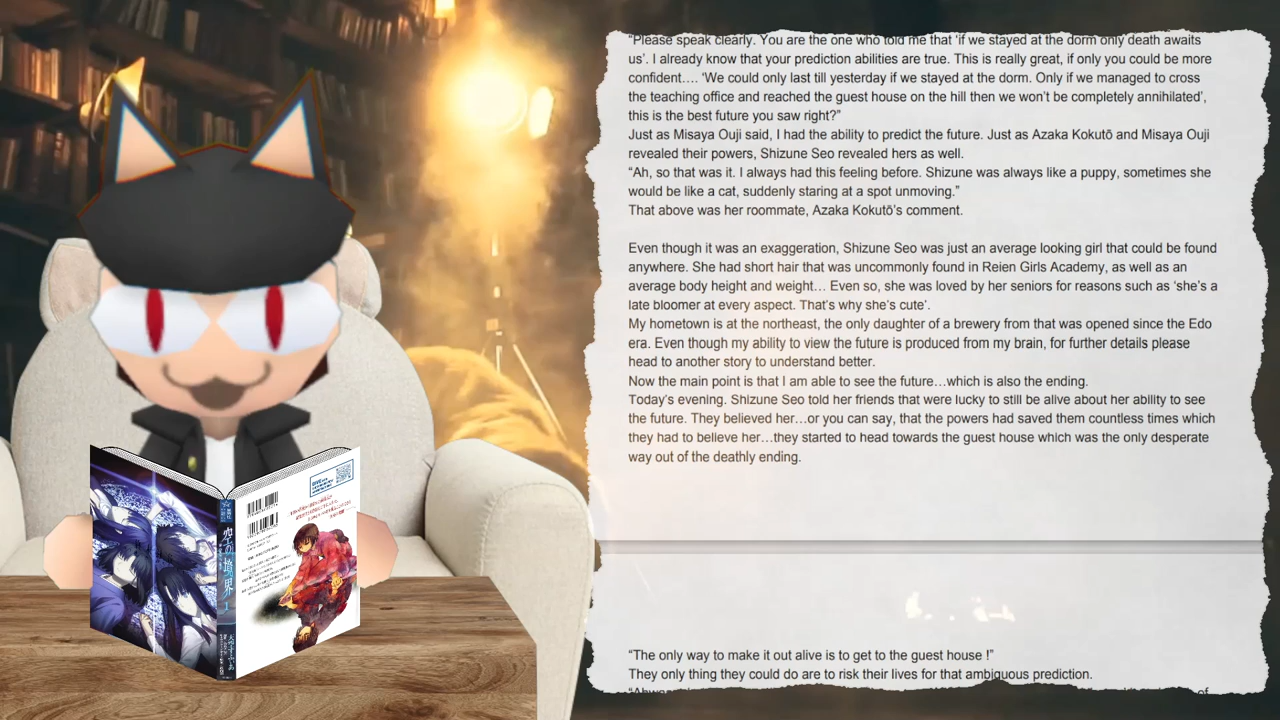 “Please speak clearly. You are the one who told me that ‘if we stayed at the dorm only death awaits
us’. I already know that your prediction abilities are true. This is really great, if only you could be more
confident…. ‘We could only last till yesterday if we stayed at the dorm. Only if we managed to cross
the teaching office and reached the guest house on the hill then we won’t be completely annihilated’,
this is the best future you saw right?”
Just as Misaya Ouji said, I had the ability to predict the future. Just as Azaka Kokutō and Misaya Ouji
revealed their powers, Shizune Seo revealed hers as well.
“Ah, so that was it. I always had this feeling before. Shizune was always like a puppy, sometimes she
would be like a cat, suddenly staring at a spot unmoving.”
That above was her roommate, Azaka Kokutō’s comment.
Even though it was an exaggeration, Shizune Seo was just an average looking girl that could be found
anywhere. She had short hair that was uncommonly found in Reien Girls Academy, as well as an
average body height and weight… Even so, she was loved by her seniors for reasons such as ‘she’s a
late bloomer at every aspect. That’s why she’s cute’.
My hometown is at the northeast, the only daughter of a brewery from that was opened since the Edo
era. Even though my ability to view the future is produced from my brain, for further details please
head to another story to understand better.
Now the main point is that I am able to see the future…which is also the ending.
Today’s evening. Shizune Seo told her friends that were lucky to still be alive about her ability to see
the future. They believed her…or you can say, that the powers had saved them countless times which
they had to believe her…they started to head towards the guest house which was the only desperate
way out of the deathly ending.
“The only way to make it out alive is to get to the guest house !”
They only thing they could do are to risk their lives for that ambiguous prediction.
空の境界
1